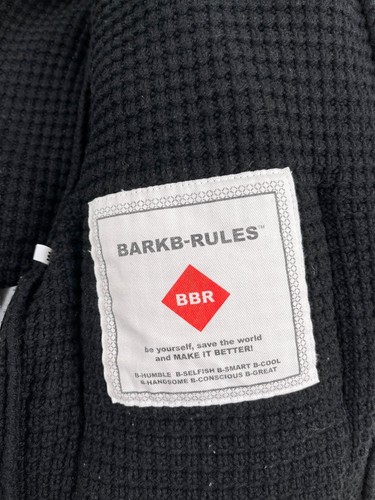 BARKB-RULES™
BBR
be yourself, save the world
and MAKE IT BETTER!
B-HUMBLE B-SELFISH B-SMART B-COOL
B-HANDSOME B-CONSCIOUS B-GREAT